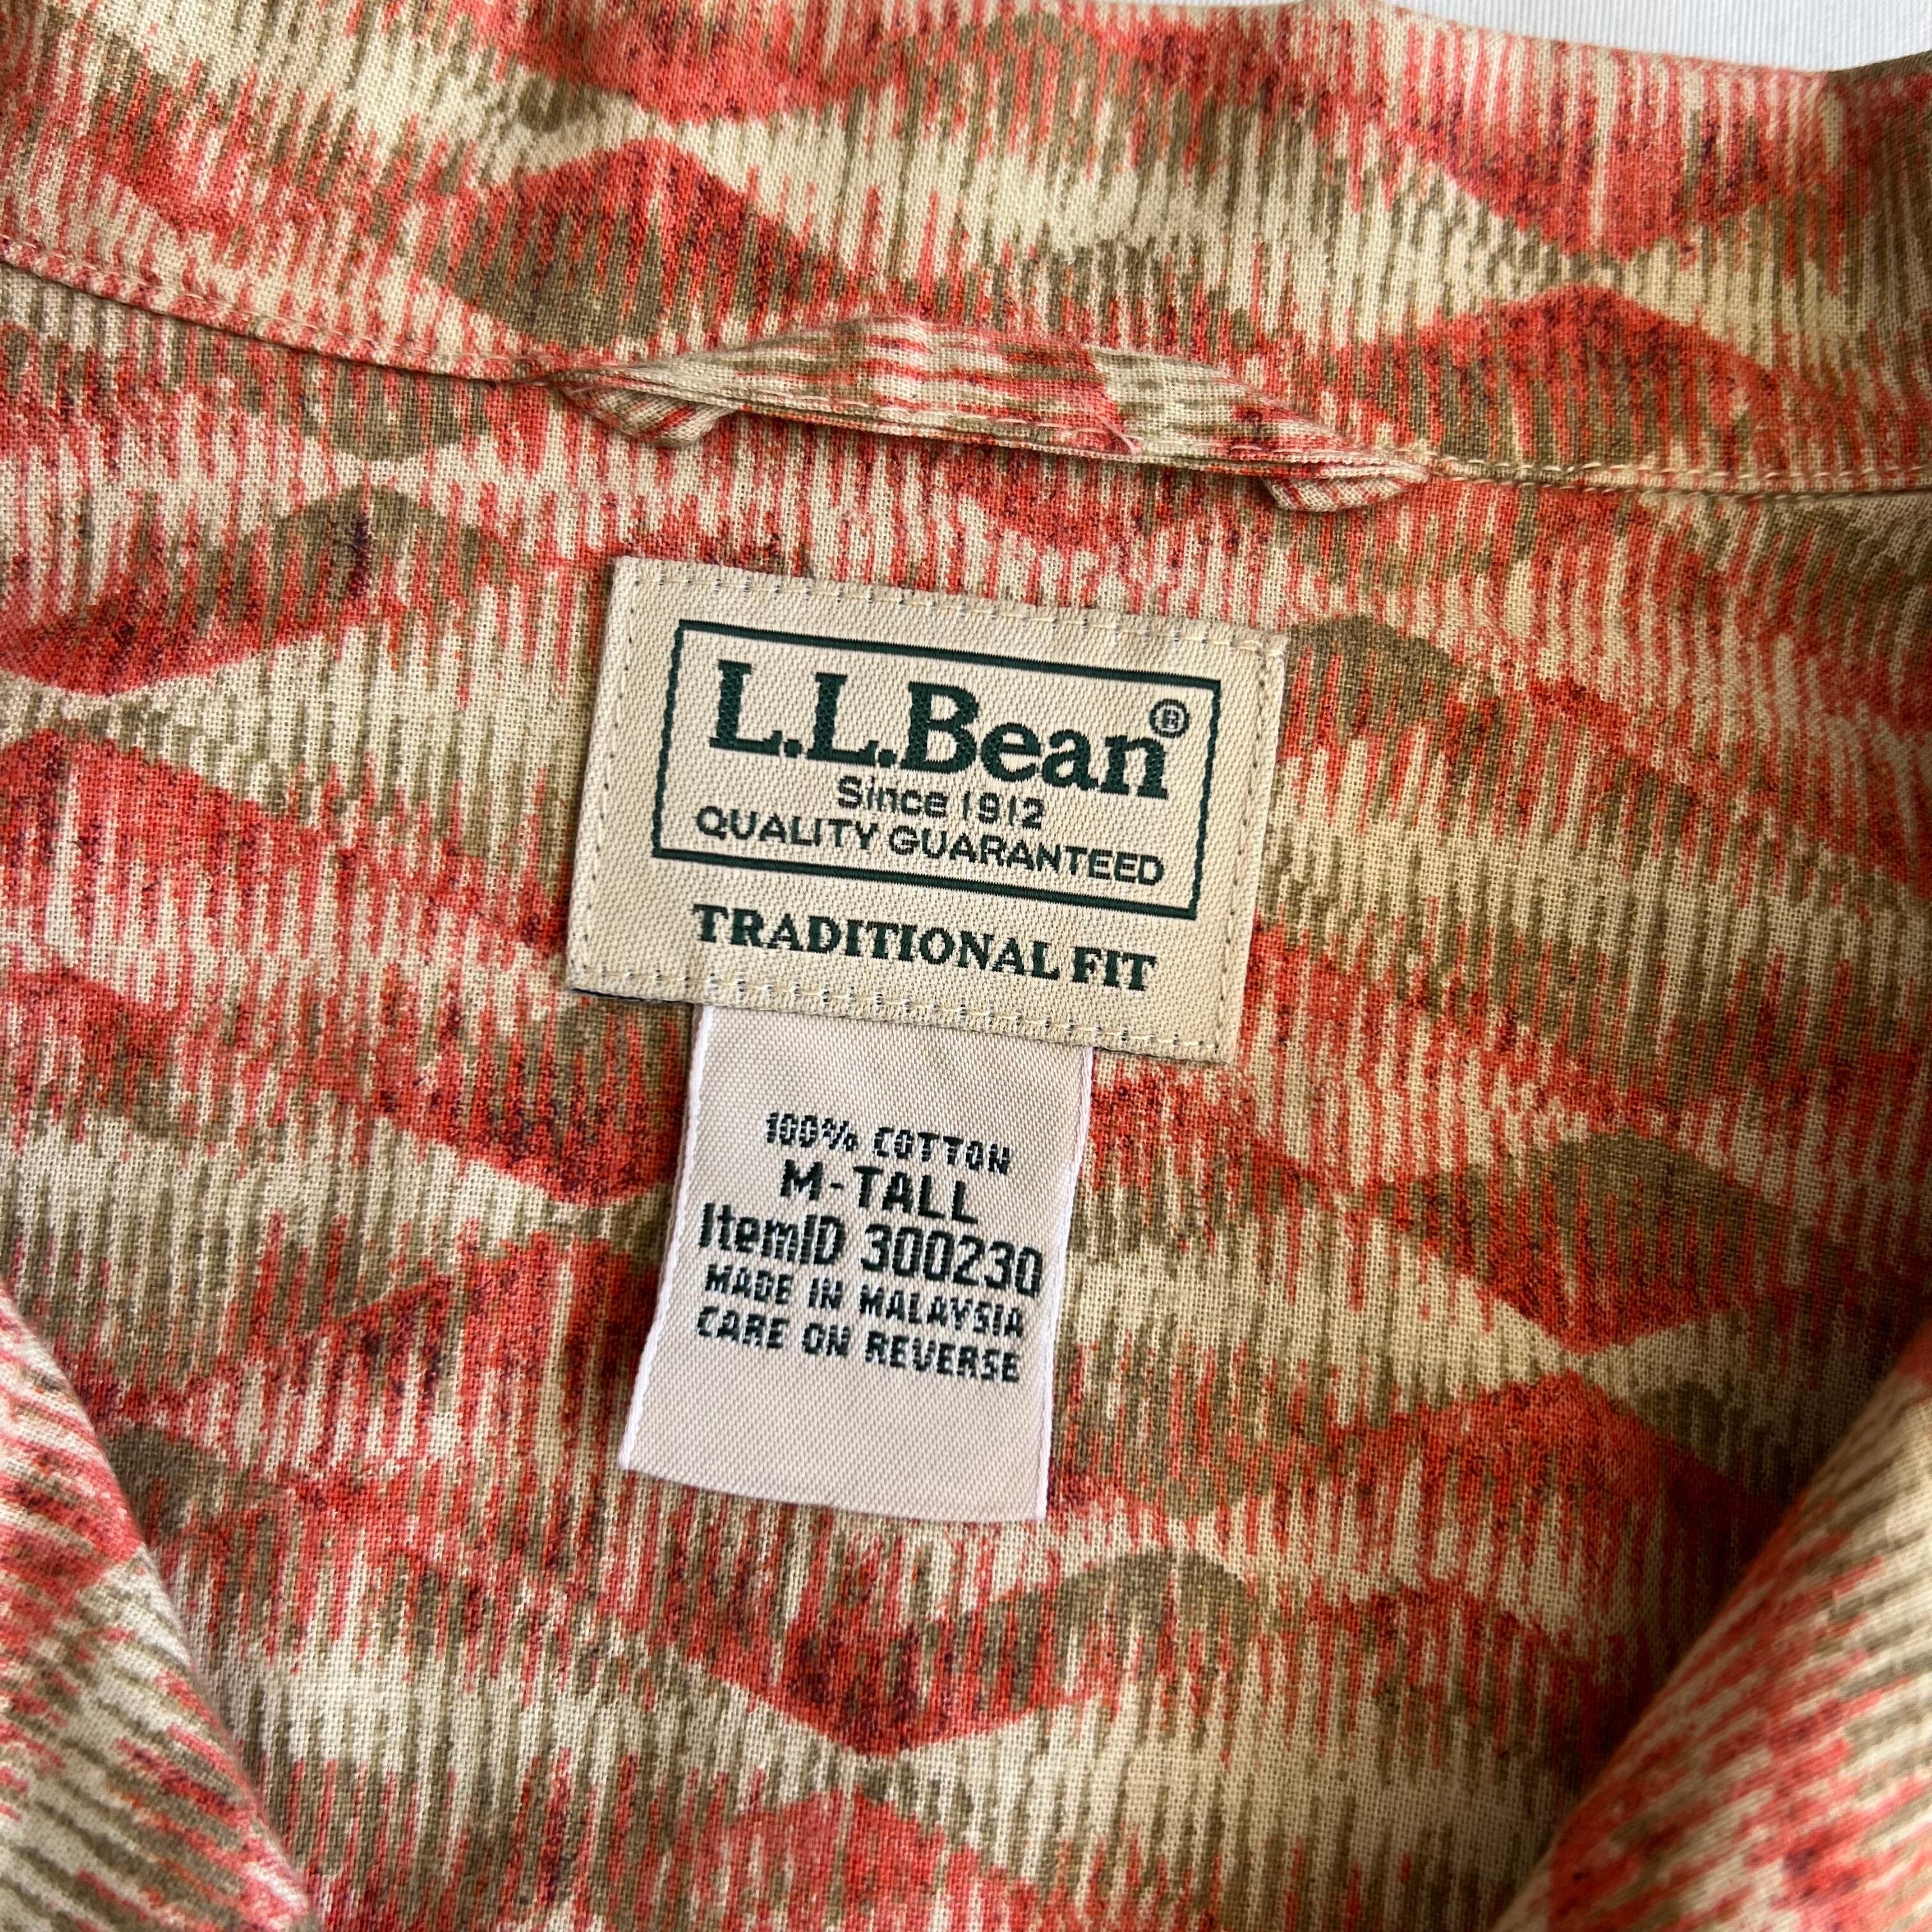 L.L.Bean®
Since 1912
QUALITY GUARANTEED
TRADITIONAL FIT
100% COTTON
M-TALL
ItemID 300230
MADE IN MALAYSIA
CARE ON REVERSE